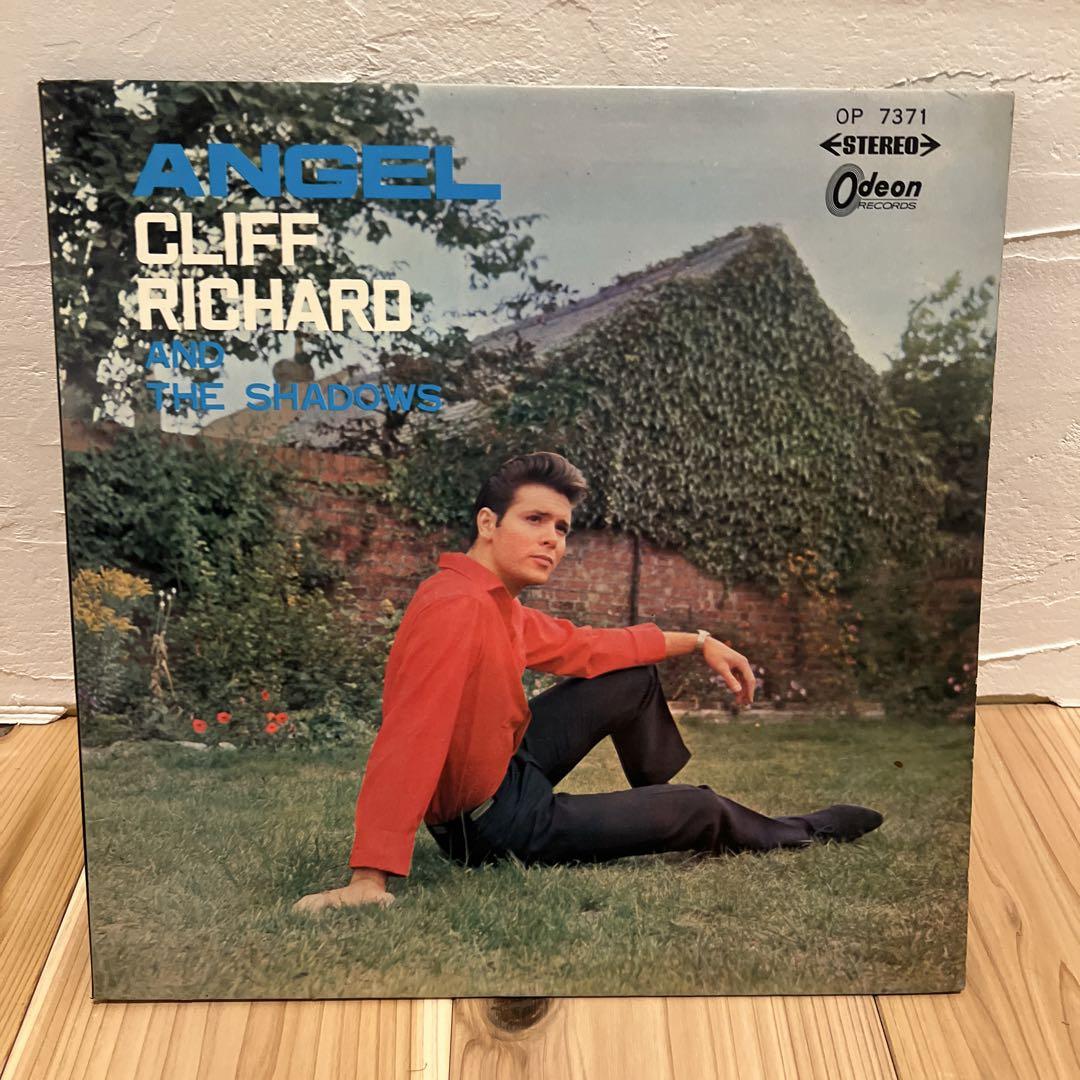 ANGEL
CLIFF
RICHARD
AND
THE SHADOWS
OP 7371
STEREO
Odeon
RECORDS